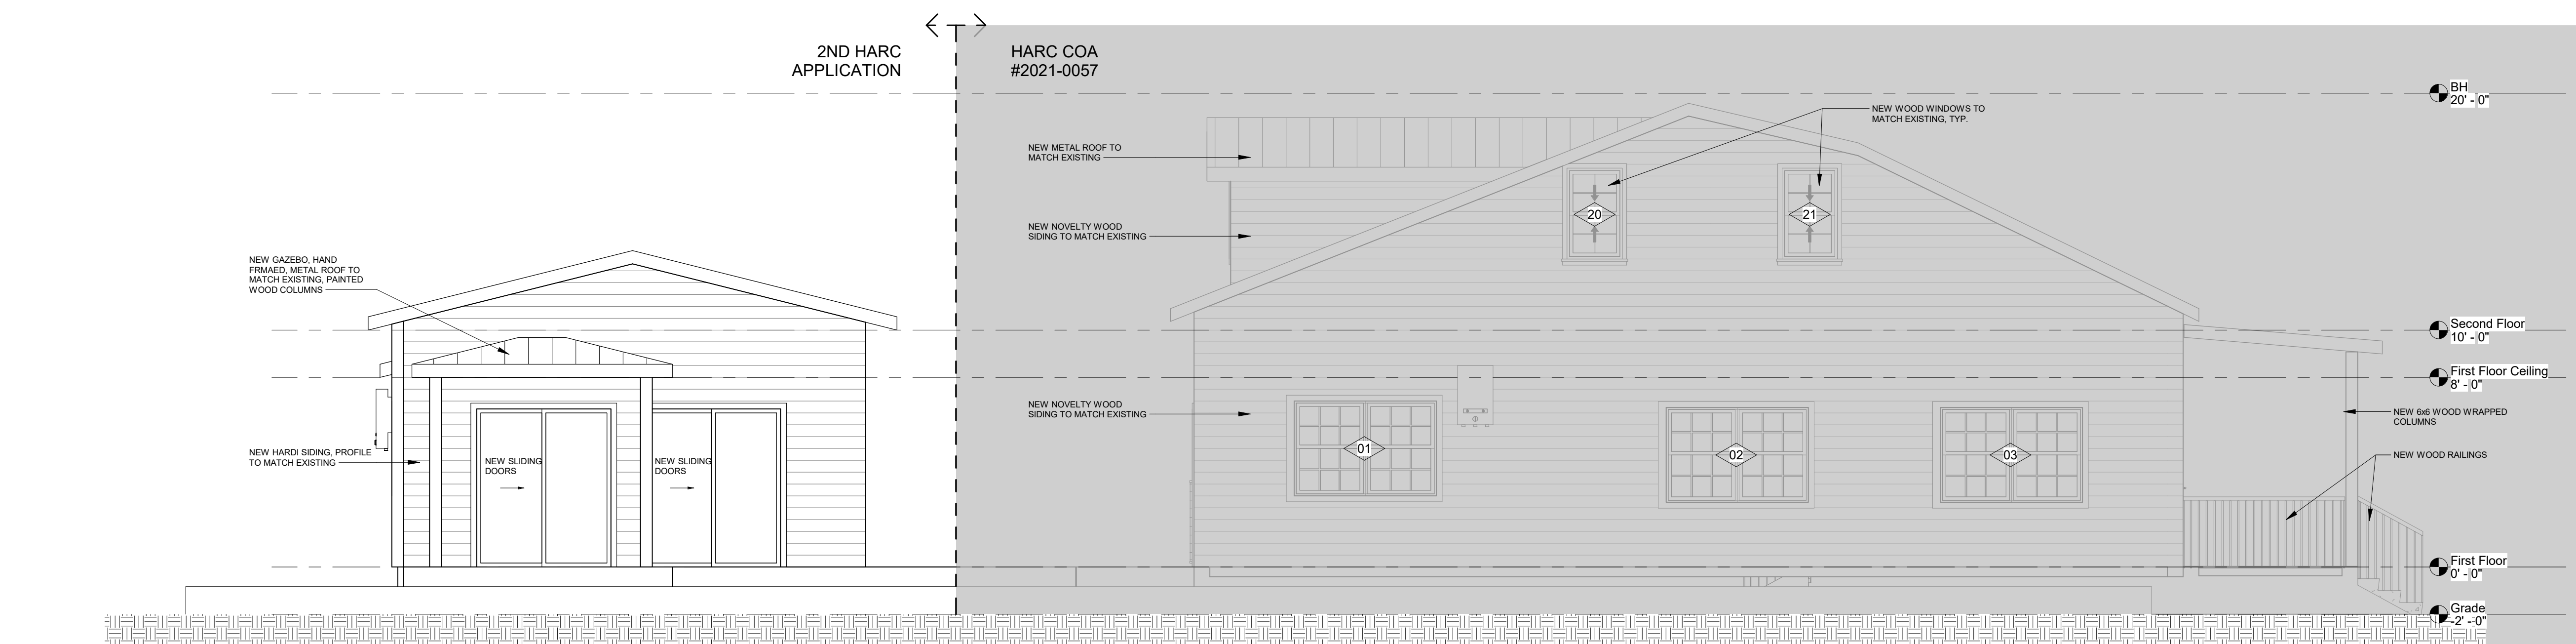 2ND HARC
APPLICATION
HARC COA
#2021-0057
BH
20' - 0"
NEW WOOD WINDOWS TO
MATCH EXISTING, TYP.
NEW METAL ROOF TO
MATCH EXISTING
20
21
NEW NOVELTY WOOD
SIDING TO MATCH EXISTING
NEW GAZEBO, HAND
FRMAED, METAL ROOF TO
MATCH EXISTING, PAINTED
WOOD COLUMNS
Second Floor
10' - 0"
First Floor Ceiling
8' - 0"
NEW NOVELTY WOOD
SIDING TO MATCH EXISTING
NEW 6x6 WOOD WRAPPED
COLUMNS
NEW HARDI SIDING, PROFILE
TO MATCH EXISTING
NEW SLIDING
DOORS
NEW SLIDING
DOORS
01
02
03
NEW WOOD RAILINGS
First Floor
0' - 0"
Grade
-2' - 0"